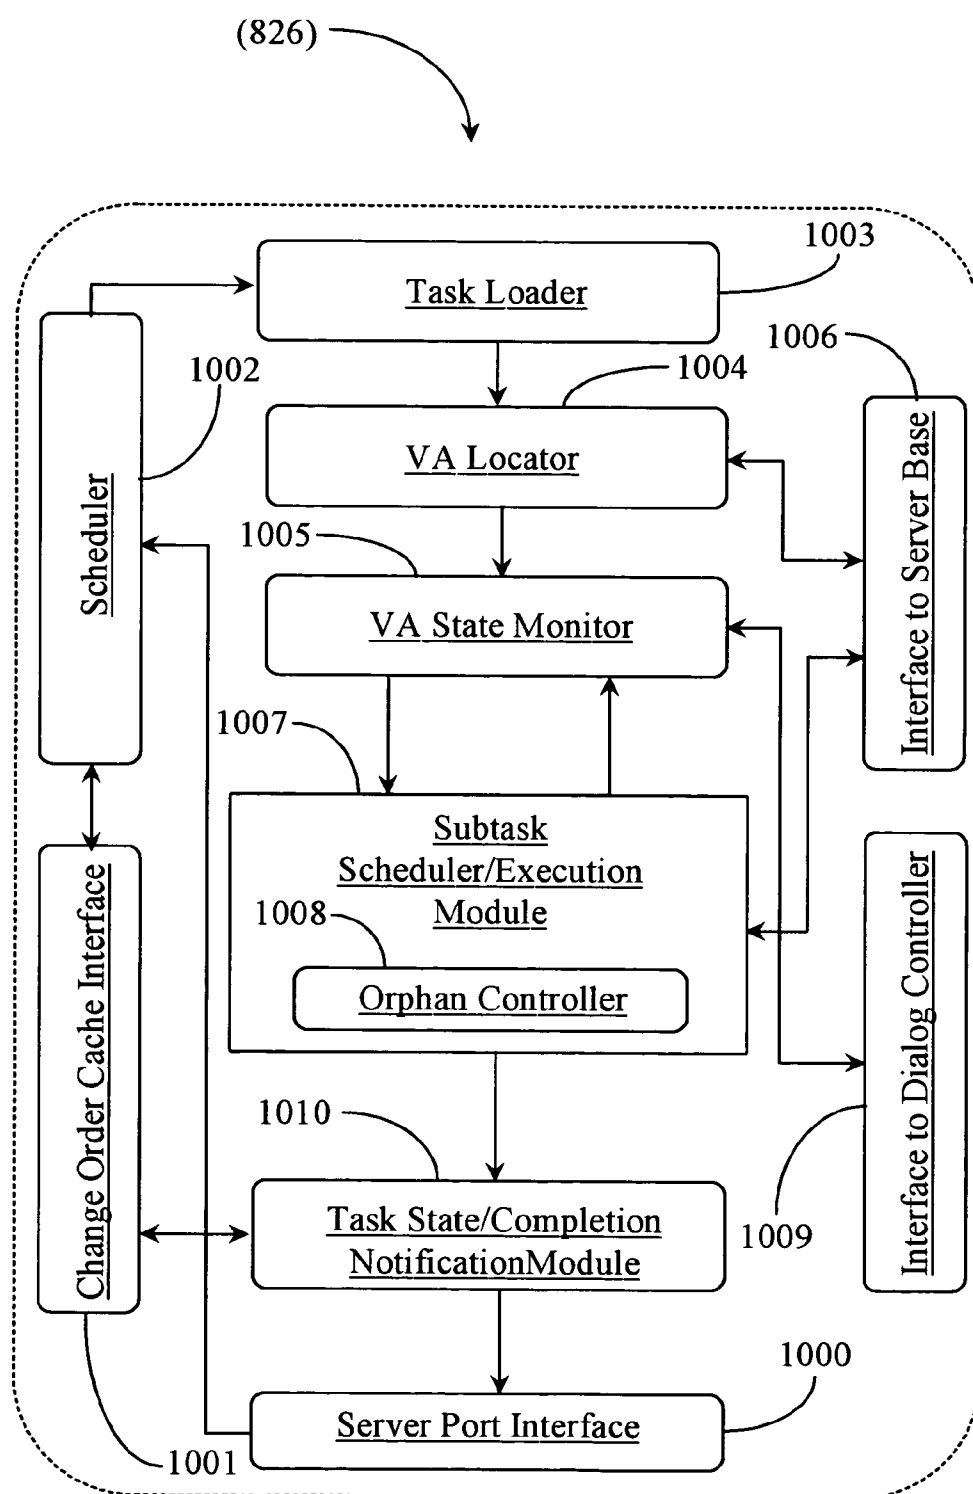 (826)
1003
Task Loader
1006
1002
1004
VA Locator
Scheduler
Interface to Server Base
1005
VA State Monitor
1007
Subtask
Scheduler/Execution
Module
1008
Orphan Controller
Change Order Cache Interface
Interface to Dialog Controller
1010
Task State/Completion
NotificationModule
1009
1000
Server Port Interface
1001